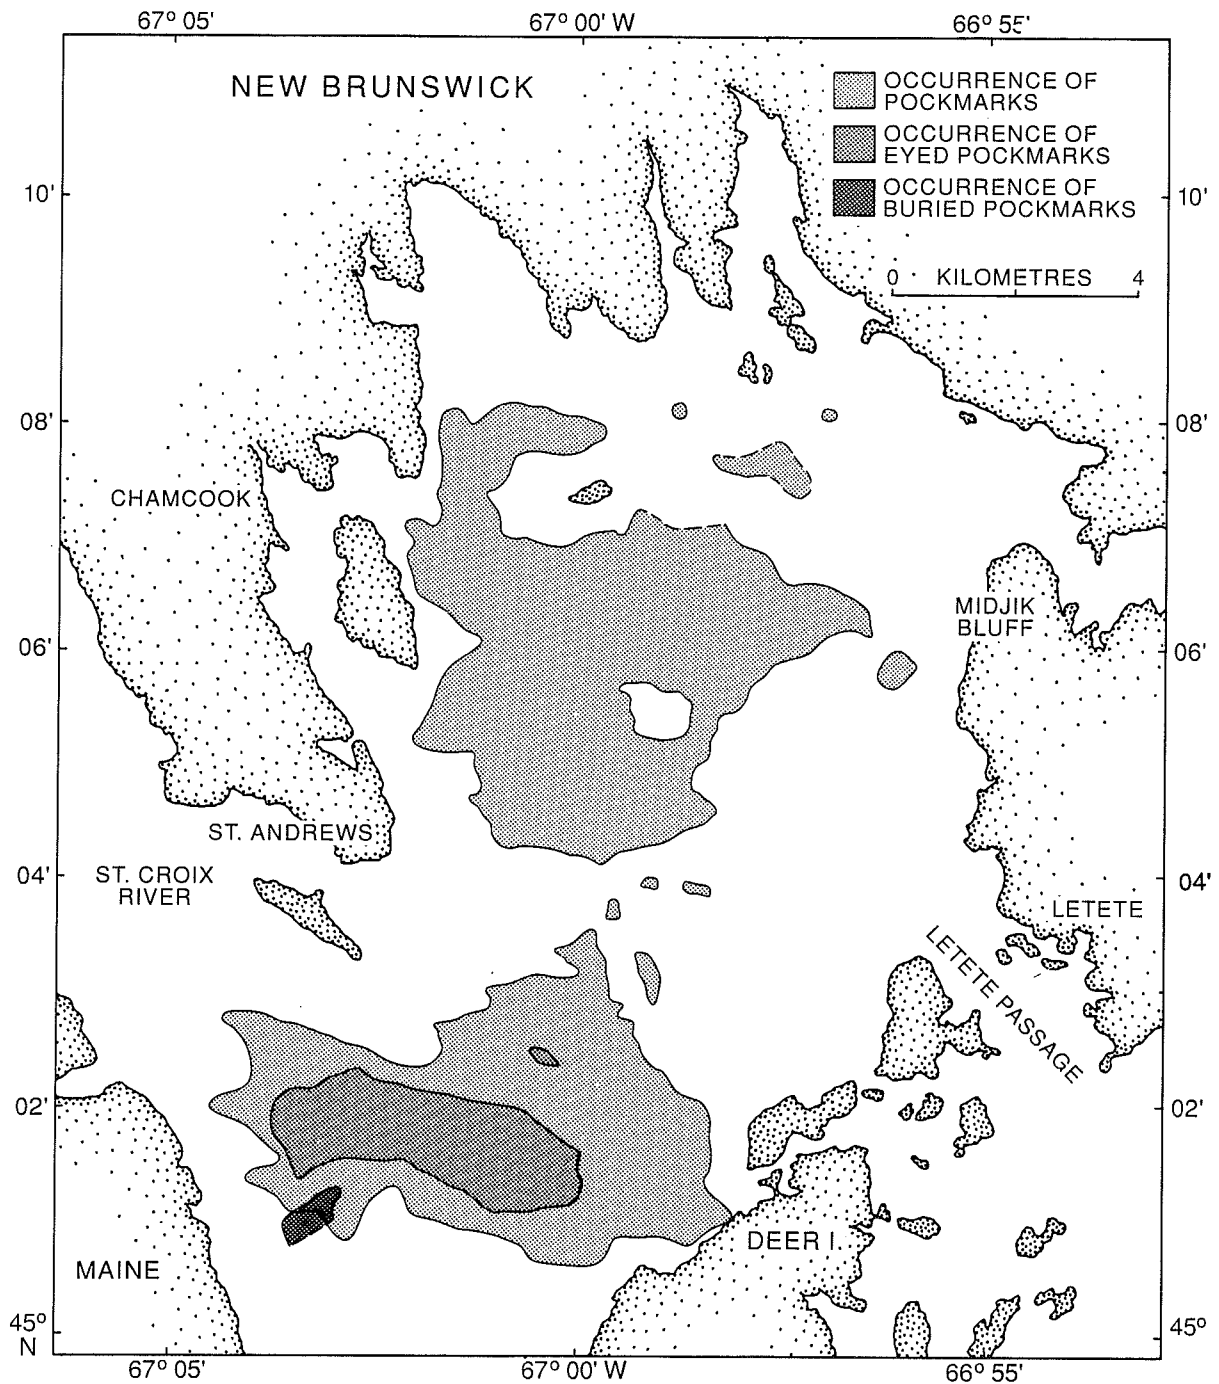 67° 05'
67° 00' W
66° 55'
NEW BRUNSWICK
OCCURRENCE OF
POCKMARKS
OCCURRENCE OF
EYED POCKMARKS
OCCURRENCE OF
BURIED POCKMARKS
10'
10'
0 KILOMETRES 4
08'
08'
CHAMCOOK
MIDJIK
BLUFF
06'
06'
ST. ANDREWS
04'
04'
ST. CROIX
RIVER
LETETE
LETETE PASSAGE
02'
02'
DEER I.
MAINE
45°
N
45°
67° 05'
67° 00' W
66° 55'